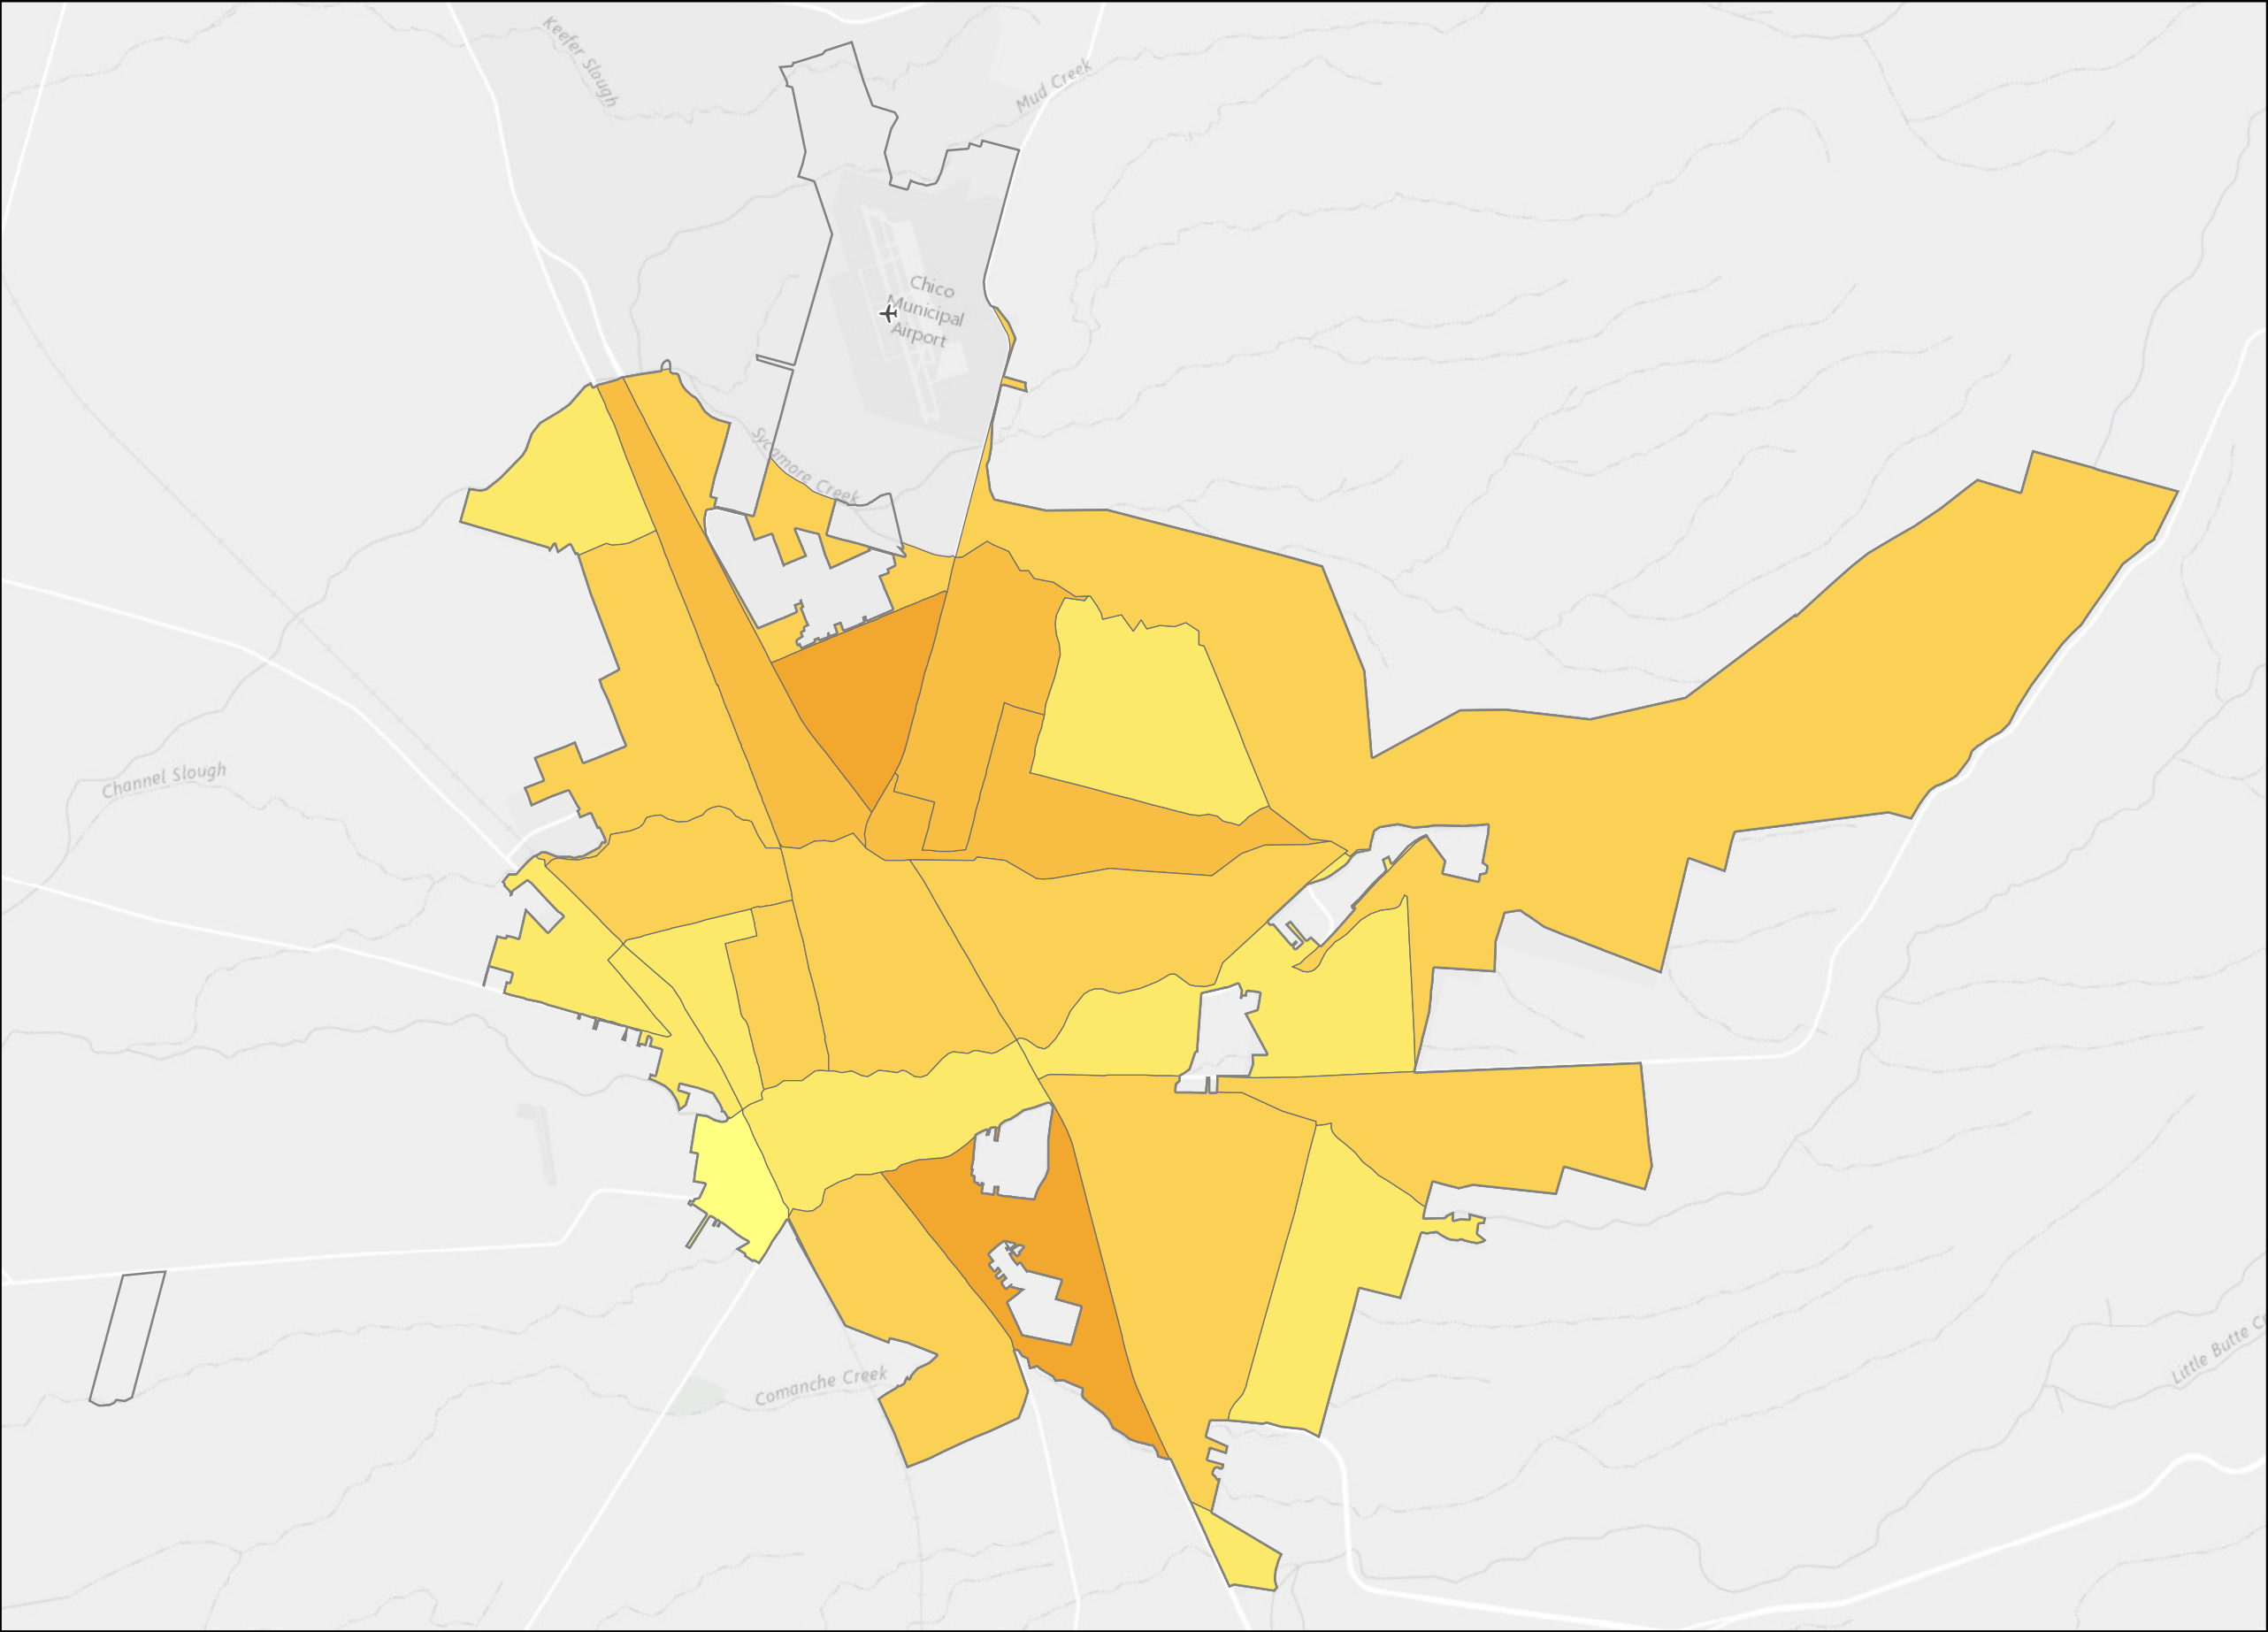 Keefer Slough
Mud Creek
Chico
Municipal
Airport
Sycamore Creek
Channel Slough
Comanche Creek
Little Butte C